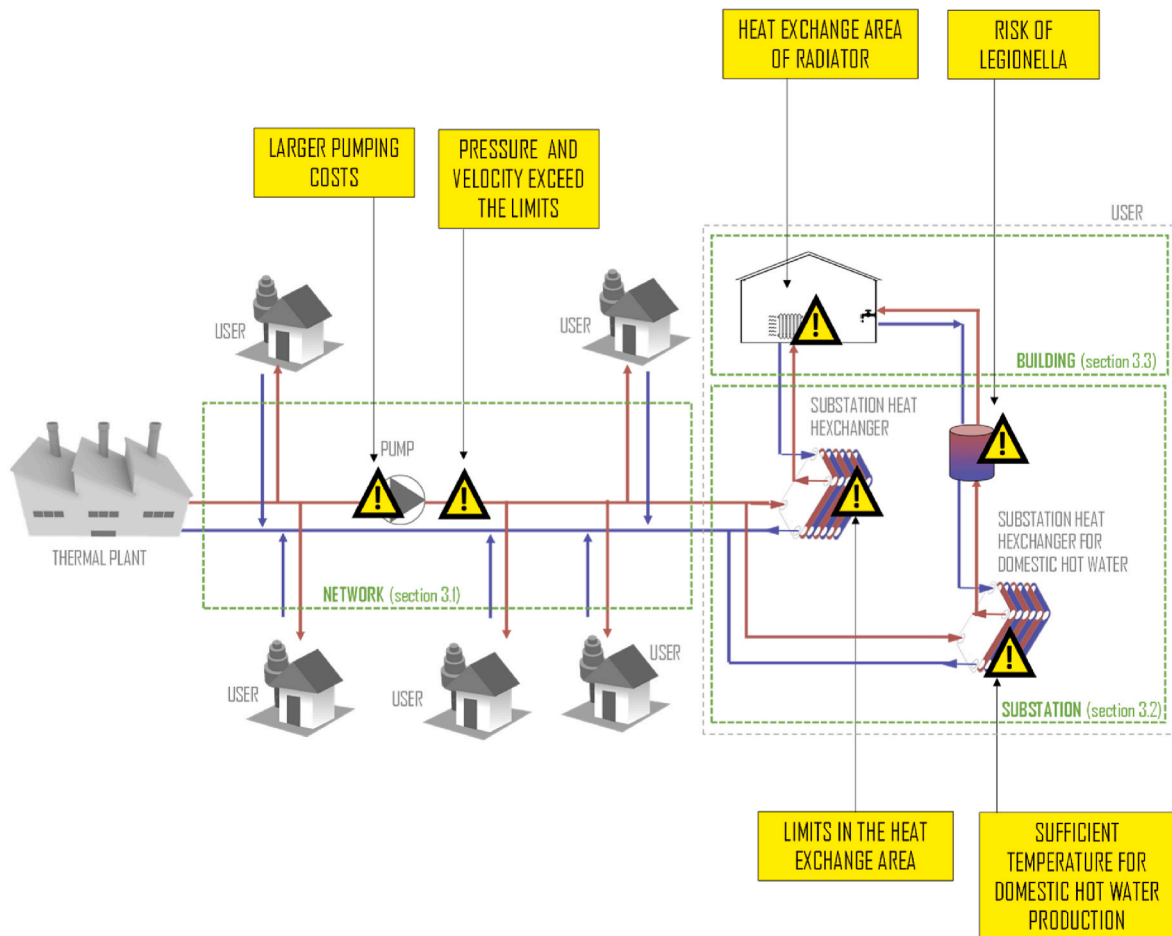 HEAT EXCHANGE AREA
OF RADIATOR
RISK OF
LEGIONELLA
LARGER PUMPING
COSTS
PRESSURE AND
VELOCITY EXCEED
THE LIMITS
USER
USER
USER
BUILDING (section 3.3)
SUBSTATION HEAT
HEXCHANGER
PUMP
THERMAL PLANT
SUBSTATION HEAT
HEXCHANGER FOR
DOMESTIC HOT WATER
NETWORK (section 3.1)
USER
USER
USER
SUBSTATION (section 3.2)
LIMITS IN THE HEAT
EXCHANGE AREA
SUFFICIENT
TEMPERATURE FOR
DOMESTIC HOT WATER
PRODUCTION